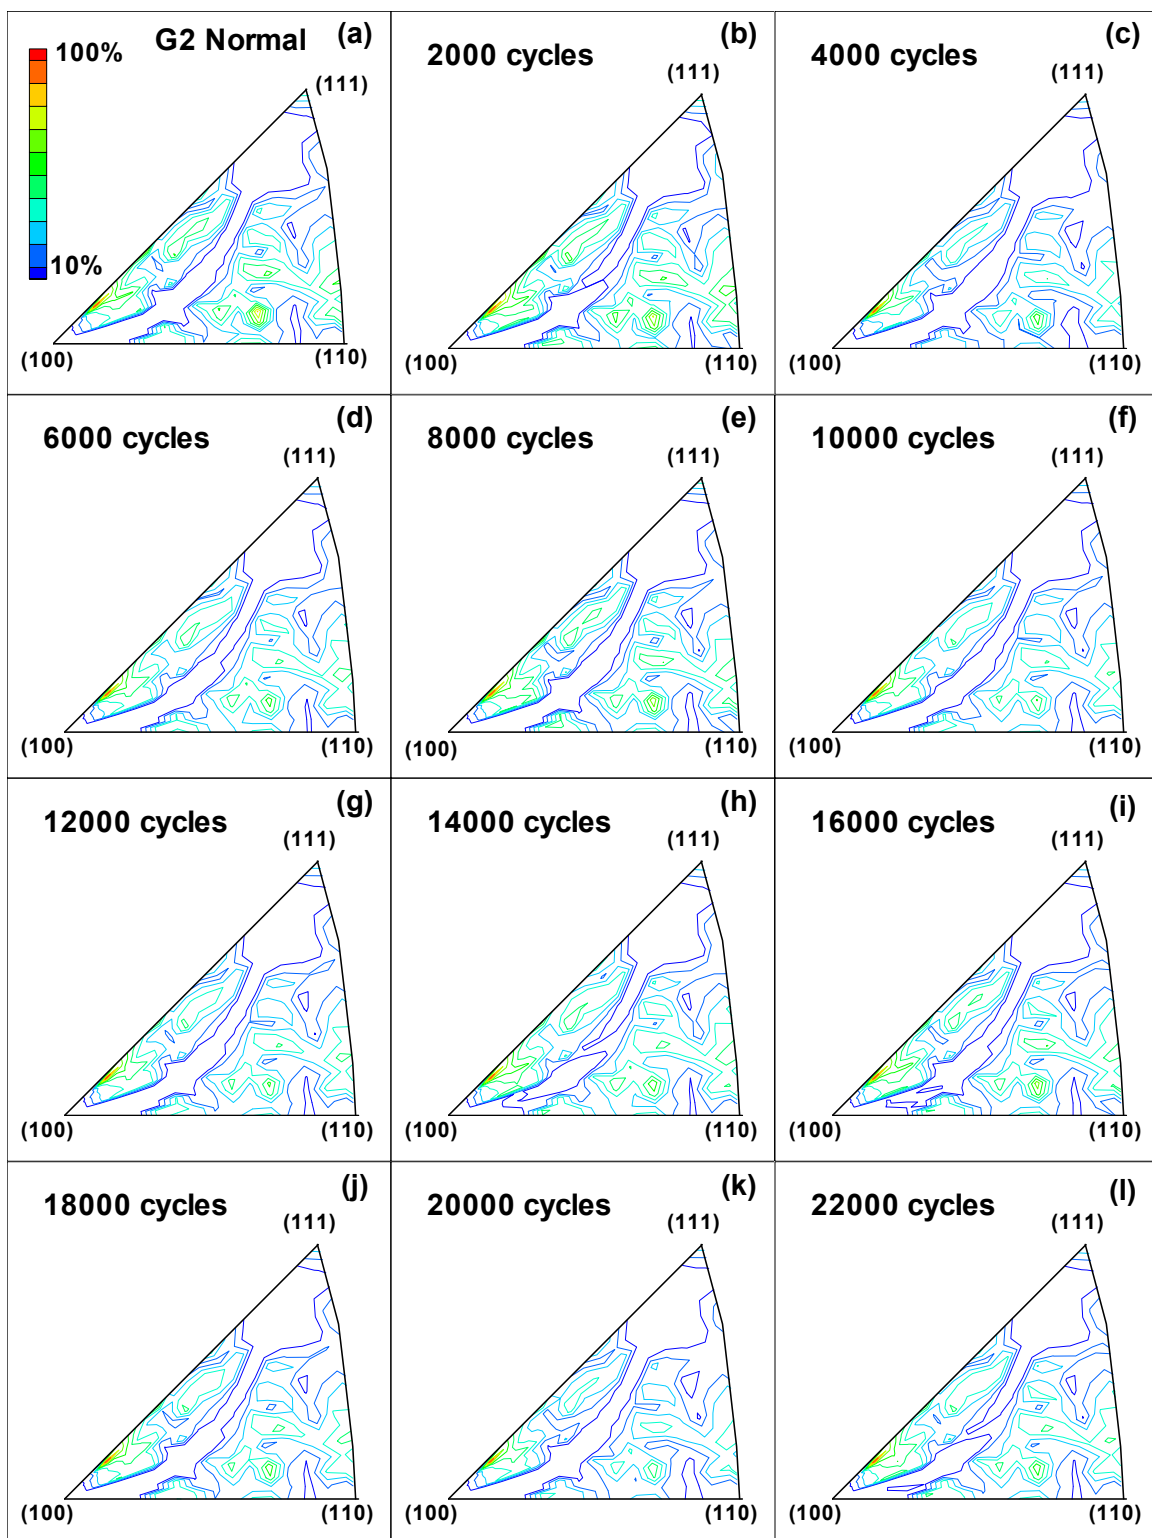 G2 Normal (a)
100%
10%
(111)
(100) (110)
2000 cycles (b)
(111)
(100) (110)
4000 cycles (c)
(111)
(100) (110)
6000 cycles (d)
(111)
(100) (110)
8000 cycles (e)
(111)
(100) (110)
10000 cycles (f)
(111)
(100) (110)
12000 cycles (g)
(111)
(100) (110)
14000 cycles (h)
(111)
(100) (110)
16000 cycles (i)
(111)
(100) (110)
18000 cycles (j)
(111)
(100) (110)
20000 cycles (k)
(111)
(100) (110)
22000 cycles (l)
(111)
(100) (110)